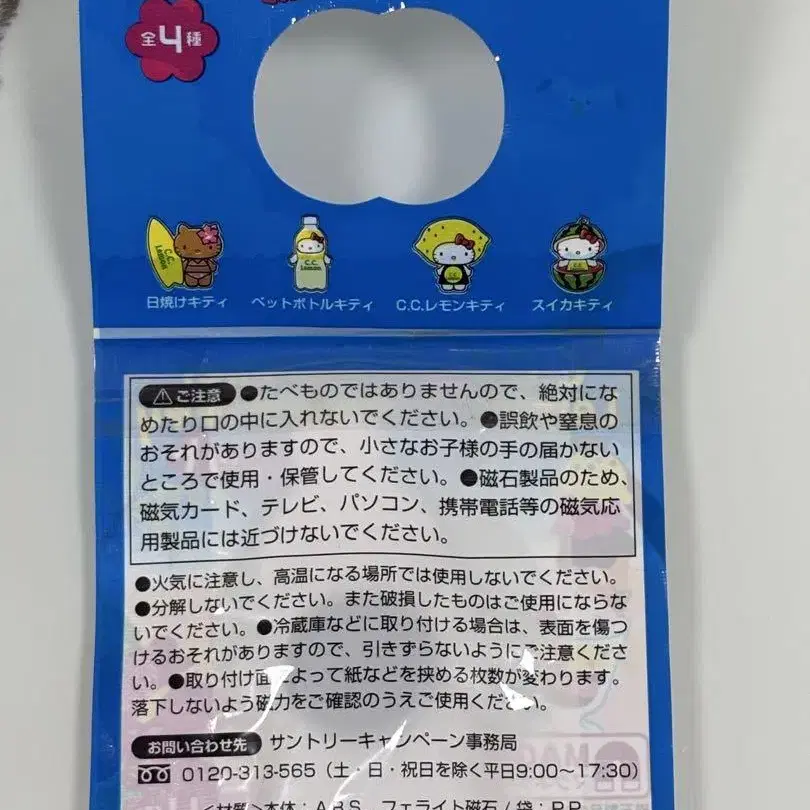 全4種
C.C.
Lemon
C.C.
Lemon
日焼けキティ ペットボトルキティ C.C.レモンキティ スイカキティ
⚠ご注意 ●たべものではありませんので、絶対にな
めたり口の中に入れないでください。●誤飲や窒息の
おそれがありますので、小さなお子様の手の届かない
ところで使用・保管してください。●磁石製品のため、
磁気カード、テレビ、パソコン、携帯電話等の磁気応
用製品には近づけないでください。
●火気に注意し、高温になる場所では使用しないでください。
●分解しないでください。また破損したものはご使用にならな
いでください。●冷蔵庫などに取り付ける場合は、表面を傷つ
けるおそれがありますので、引きずらないようにご注意くださ
い。●取り付け面によって紙などを挟める枚数が変わります。
落下しないよう磁力をご確認のうえご使用ください。
お問い合わせ先 サントリーキャンペーン事務局
0120-313-565（土・日・祝日を除く平日9:00〜17:30）
＜材質＞本体：ABS、フェライト磁石/袋：P.P